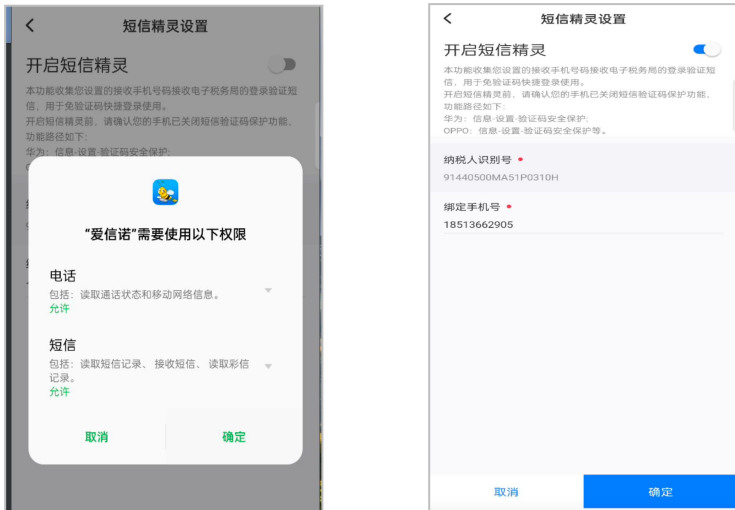 短信精灵设置
开启短信精灵
本功能收集您设置的接收手机号码接收电子税务局的登录验证短
信，用于免验证码快捷登录使用。
开启短信精灵前，请确认您的手机已关闭短信验证码保护功能，
功能路径如下：
华为：信息-设置-验证码安全保护;
“爱信诺”需要使用以下权限
电话
包括：读取通话状态和移动网络信息。
允许
短信
包括：读取短信记录、接收短信、读取彩信
记录。
允许
取消 确定
短信精灵设置
开启短信精灵
本功能收集您设置的接收手机号码接收电子税务局的登录验证短
信，用于免验证码快捷登录使用。
开启短信精灵前，请确认您的手机已关闭短信验证码保护功能，
功能路径如下：
华为：信息-设置-验证码安全保护;
OPPO：信息-设置-验证码安全保护等。
纳税人识别号
91440500MA51P0310H
绑定手机号
18513662905
取消 确定